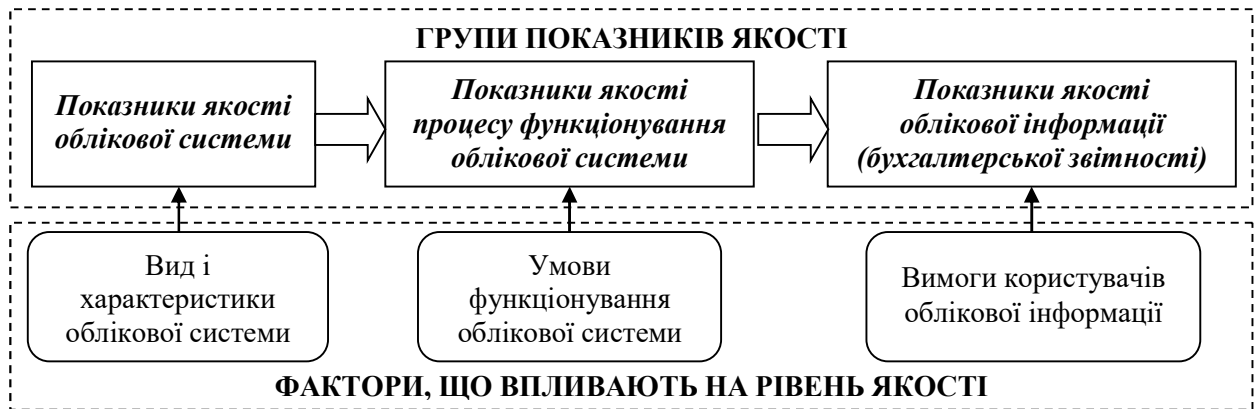 ГРУПИ ПОКАЗНИКІВ ЯКОСТІ
Показники якості
облікової системи
Показники якості
процесу функціонування
облікової системи
Показники якості
облікової інформації
(бухгалтерської звітності)
Вид і
характеристики
облікової системи
Умови
функціонування
облікової системи
Вимоги користувачів
облікової інформації
ФАКТОРИ, ЩО ВПЛИВАЮТЬ НА РІВЕНЬ ЯКОСТІ